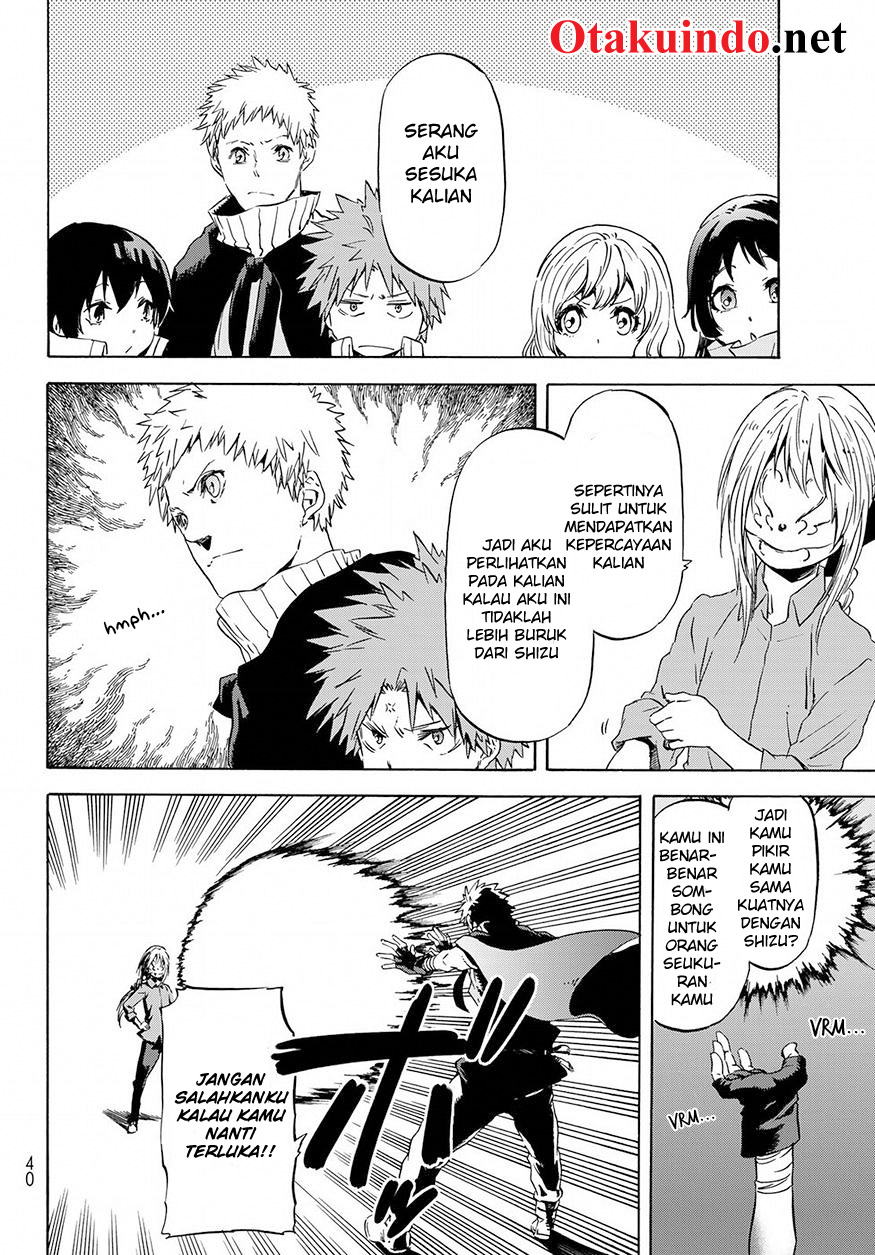 Otakuindo.net
SERANG
AKU
SESUKA
KALIAN
SEPERTINYA
SULIT UNTUK
MENDAPATKAN
KEPERCAYAAN
KALIAN
JADI AKU
PERLIHATKAN
PADA KALIAN
KALAU AKU INI
TIDAKLAH
LEBIH BURUK
DARI SHIZU
hmph...
JADI
KAMU
PIKIR
KAMU
SAMA
KUATNYA
DENGAN
SHIZU?
KAMU INI
BENAR-
BENAR
SOM-
BONG
UNTUK
ORANG
SEUKU-
RAN
KAMU
VRM...
VRM...
JANGAN
SALAHKANKU
KALAU KAMU
NANTI
TERLUKA!!
40